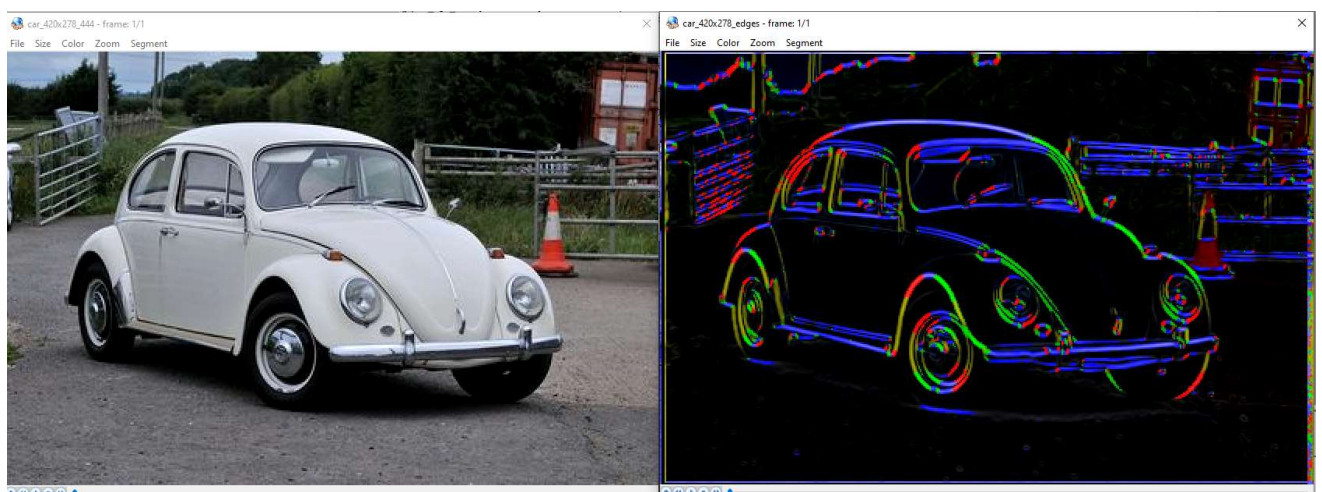 car_420x278_444 - frame: 1/1
File Size Color Zoom Segment
car_420x278_edges - frame: 1/1
File Size Color Zoom Segment